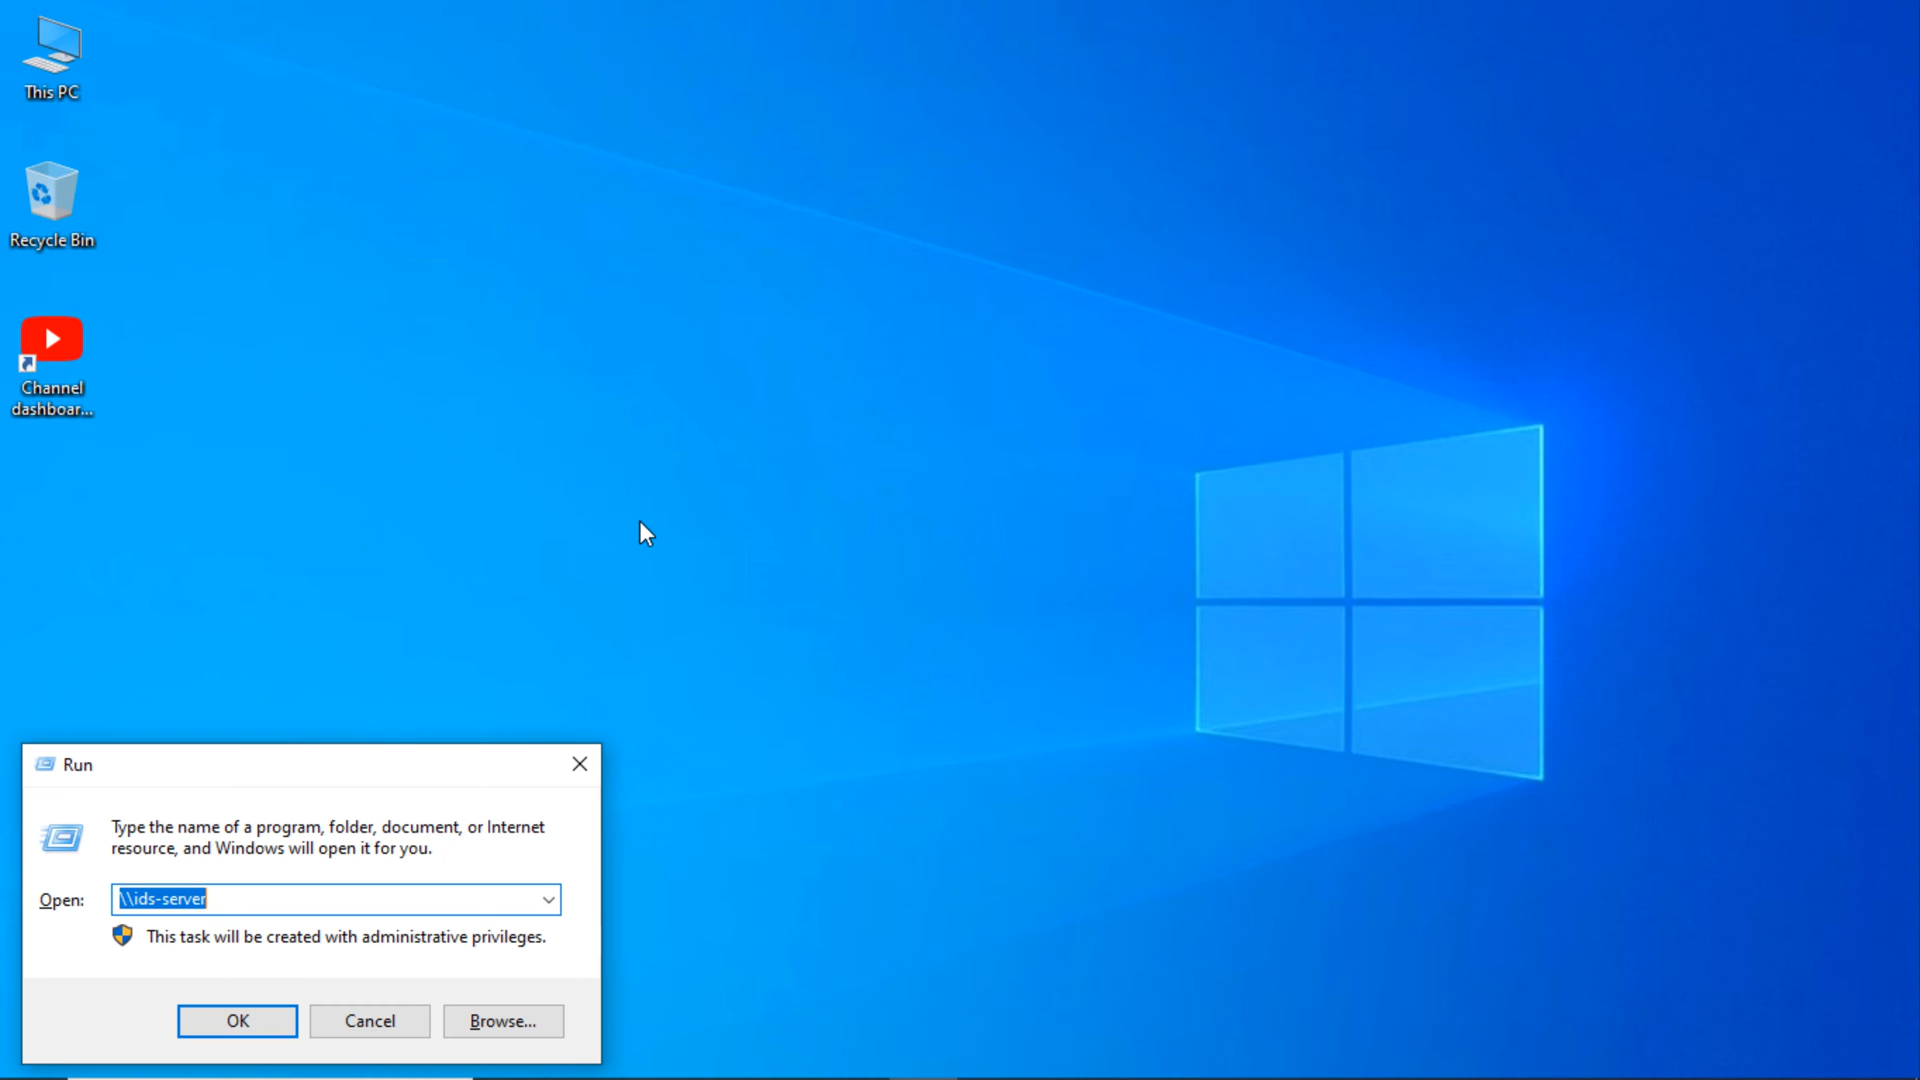 This PC
Recycle Bin
Channel
dashboar...
Run
Type the name of a program, folder, document, or Internet
resource, and Windows will open it for you.
Open:
\\ids-server
This task will be created with administrative privileges.
OK
Cancel
Browse...